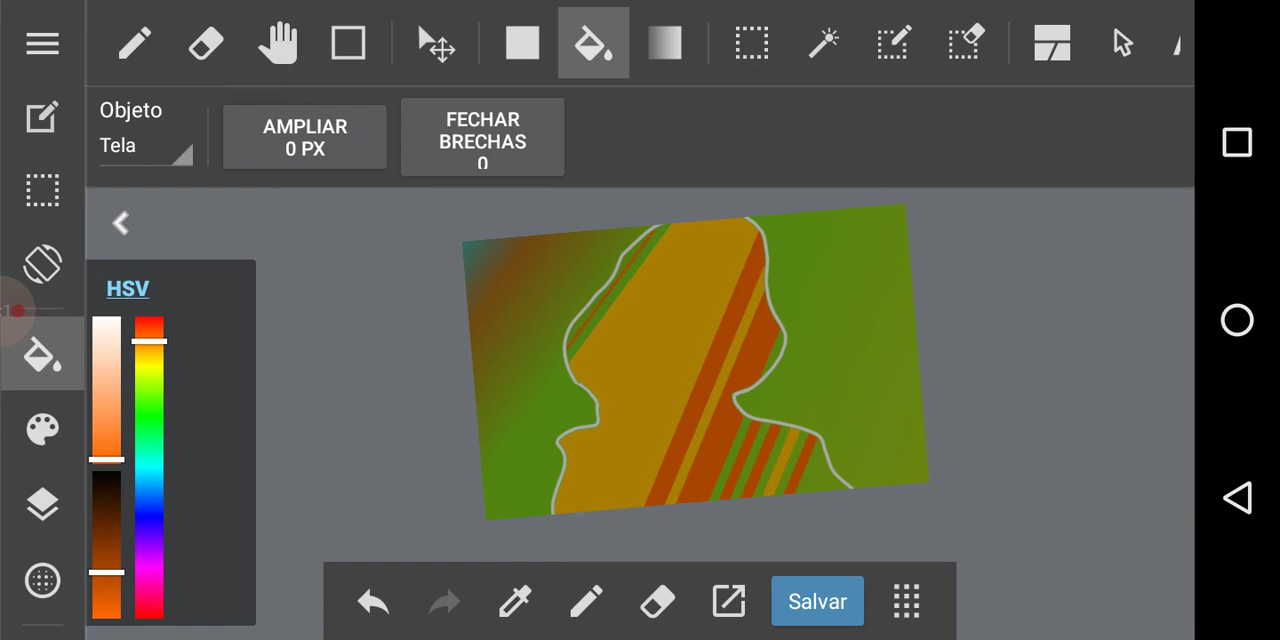 Objeto
Tela
AMPLIAR
0 PX
FECHAR
BRECHAS
0
HSV
Salvar